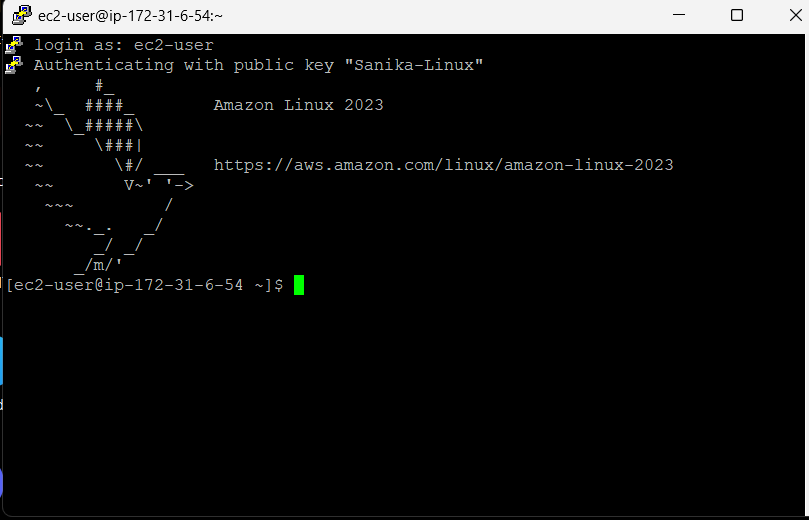 ec2-user@ip-172-31-6-54:~
login as: ec2-user
Authenticating with public key "Sanika-Linux"
   ,     #_
   ~\_  ####_        Amazon Linux 2023
  ~~  \_#####\
  ~~     \###|
  ~~       \#/ ___   https://aws.amazon.com/linux/amazon-linux-2023
   ~~       V~' '->
    ~~~         /
      ~~._.   _/
         _/ _/
       _/m/'
[ec2-user@ip-172-31-6-54 ~]$